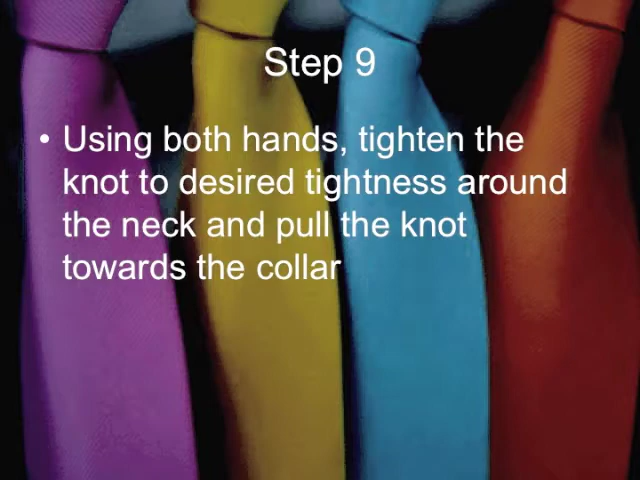 Step 9
• Using both hands, tighten the
knot to desired tightness around
the neck and pull the knot
towards the collar